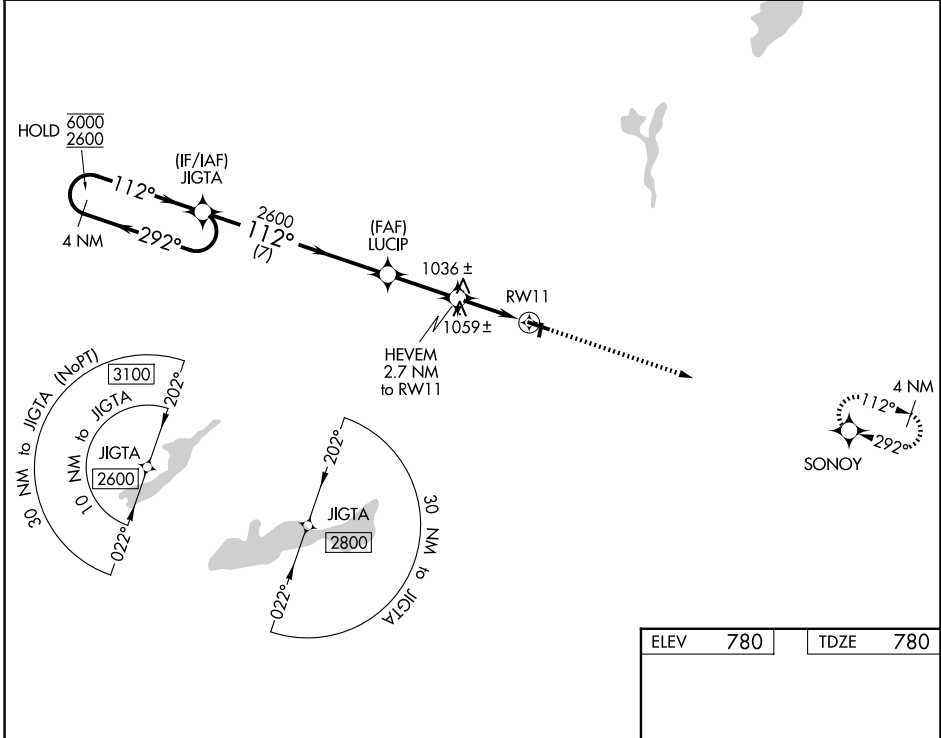 HOLD 6000
2600
(IF/IAF)
JIGTA
112°
4 NM
292°
2600
112°
(7)
(FAF)
LUCIP
1036 ±
1059 ±
RW11
HEVEM
2.7 NM
to RW11
4 NM
112°
292°
SONOY
30 NM to JIGTA (NoPT)
3100
202°
10 NM to JIGTA
JIGTA
2600
022°
202°
JIGTA
2800
30 NM to JIGTA
022°
ELEV 780
TDZE 780